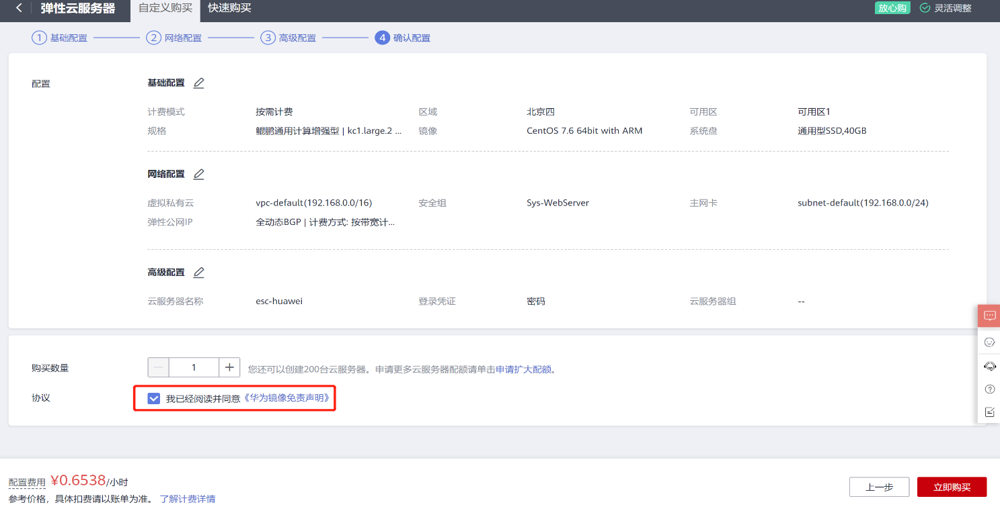 弹性云服务器 自定义购买 快速购买 放心购 灵活调整
1 基础配置 2 网络配置 3 高级配置 4 确认配置
配置 基础配置
计费模式 按需计费 区域 北京四 可用区 可用区1
规格 鲲鹏通用计算增强型 | kc1.large.2 ... 镜像 CentOS 7.6 64bit with ARM 系统盘 通用型SSD,40GB
网络配置
虚拟私有云 vpc-default(192.168.0.0/16) 安全组 Sys-WebServer 主网卡 subnet-default(192.168.0.0/24)
弹性公网IP 全动态BGP | 计费方式: 按带宽计...
高级配置
云服务器名称 esc-huawei 登录凭证 密码 云服务器组 --
购买数量 1 您还可以创建200台云服务器。申请更多云服务器配额请单击申请扩大配额。
协议 我已经阅读并同意《华为镜像免责声明》
配置费用 ¥0.6538/小时
参考价格，具体扣费请以账单为准。 了解计费详情
上一步 立即购买